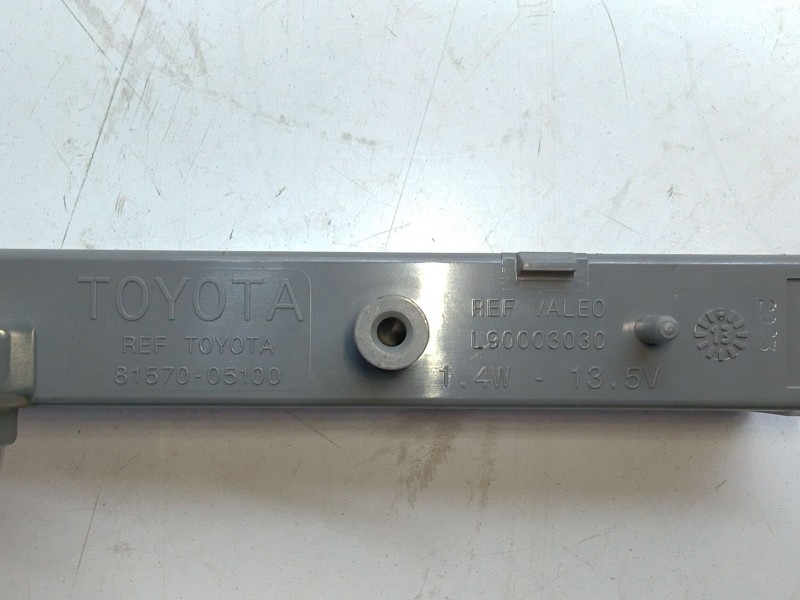 TOYOTA
REF TOYOTA
81570-05100
REF VALEO
L90003030
1.4W - 13.5V